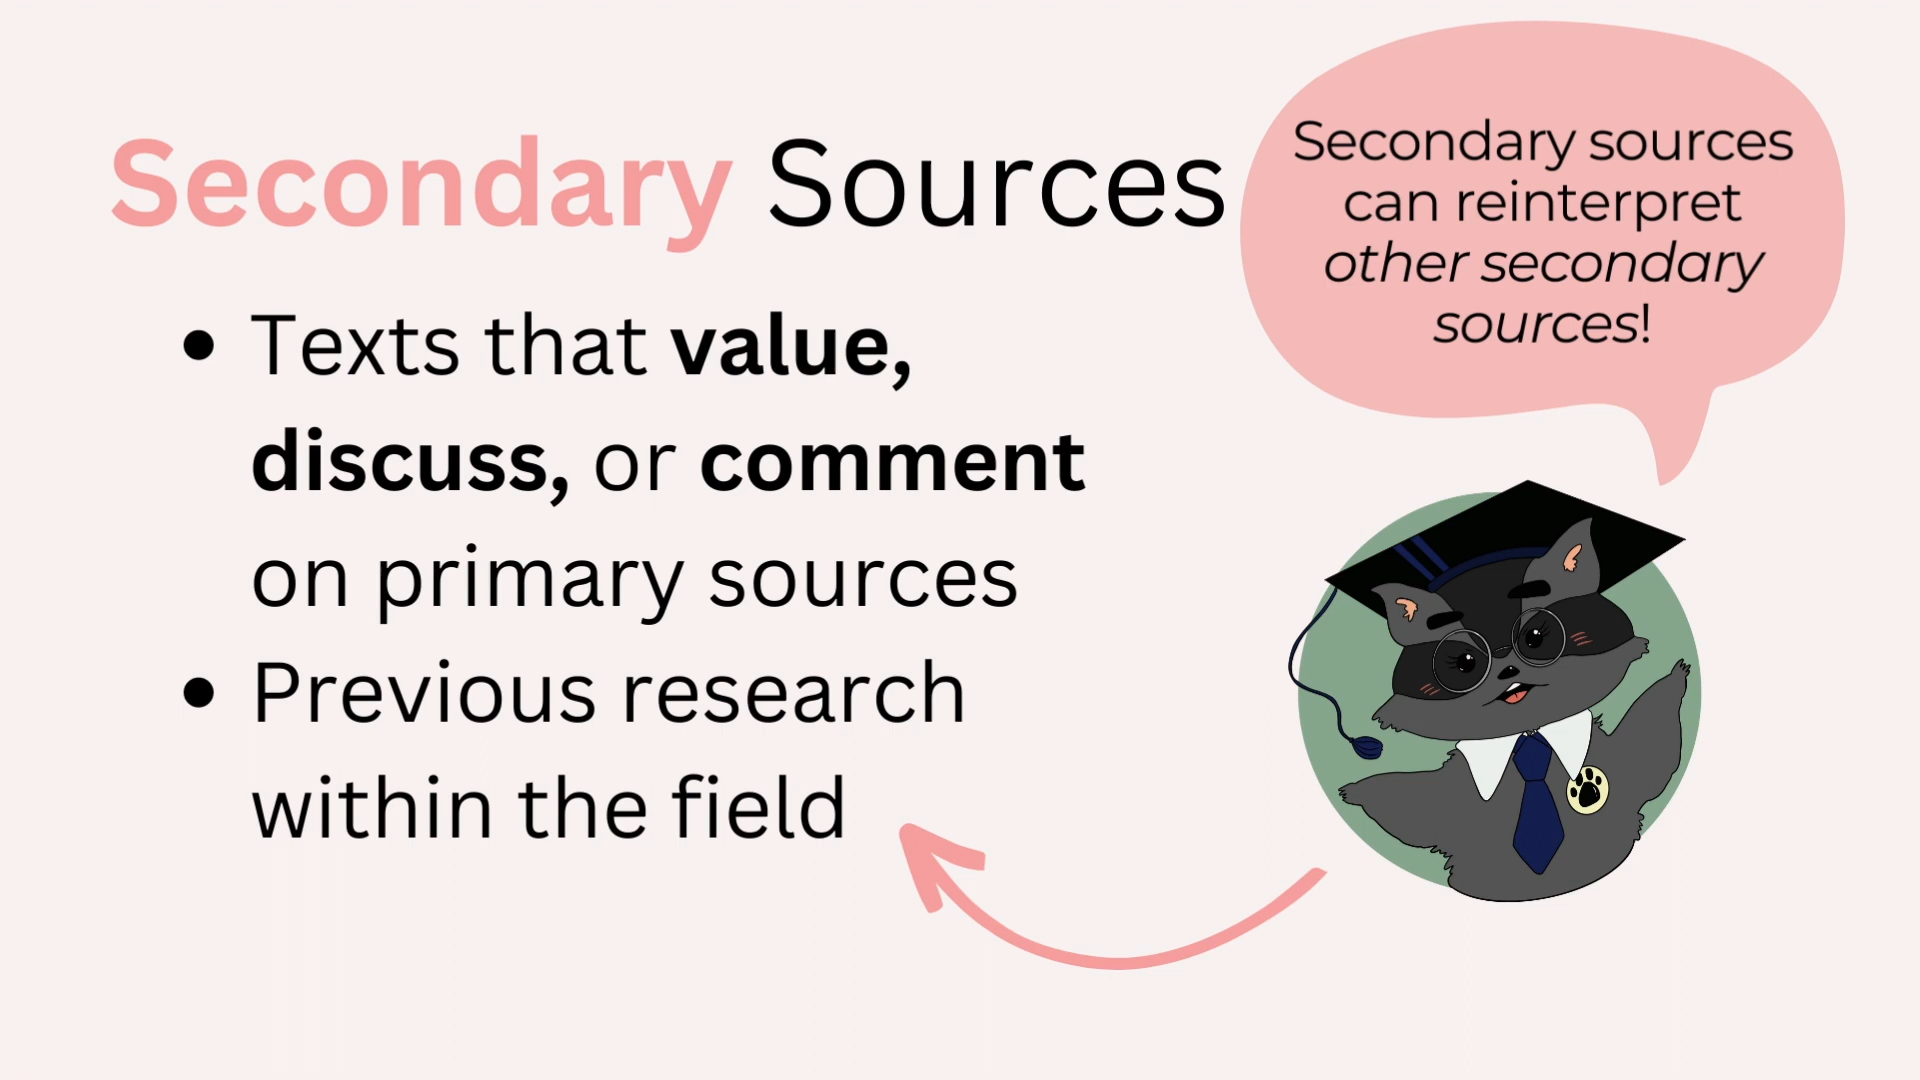 Secondary Sources
Secondary sources
can reinterpret
other secondary
sources!
• Texts that value,
discuss, or comment
on primary sources
• Previous research
within the field